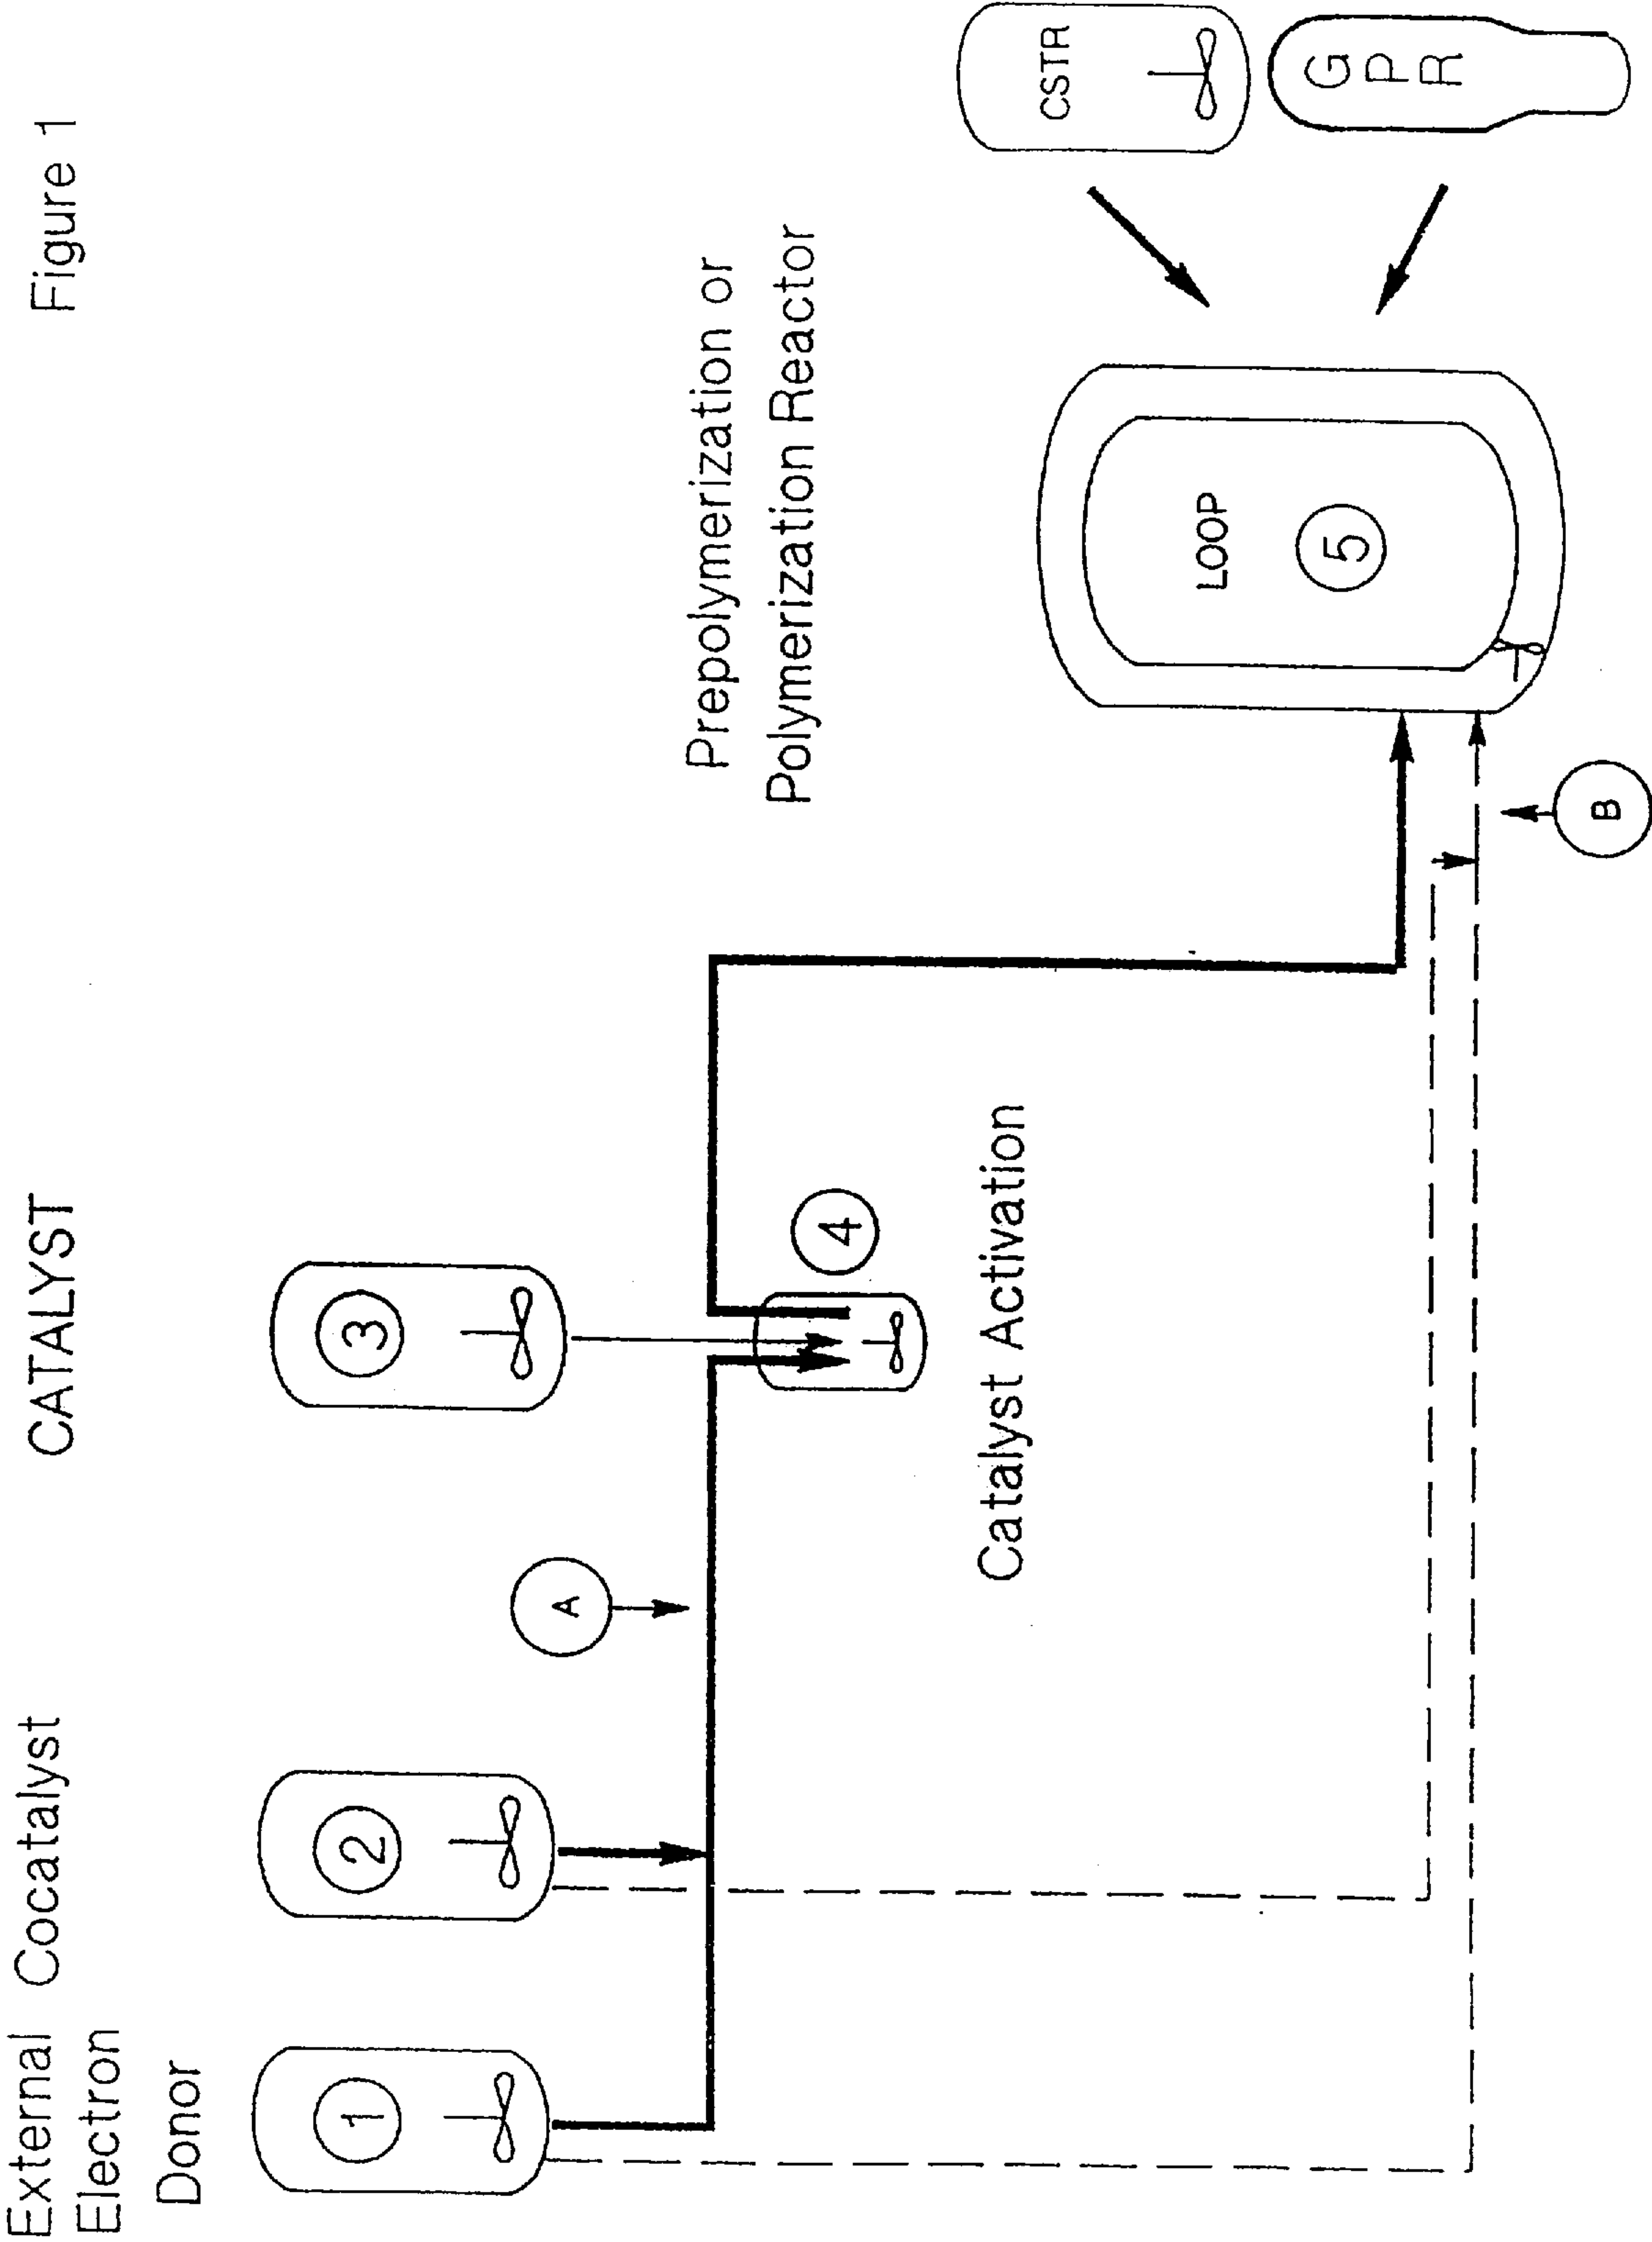 Figure 1
External
Electron
Donor
Cocatalyst
CATALYST
1
2
3
A
4
Catalyst Activation
Prepolymerization or
Polymerization Reactor
LOOP
5
B
CSTR
G
P
R